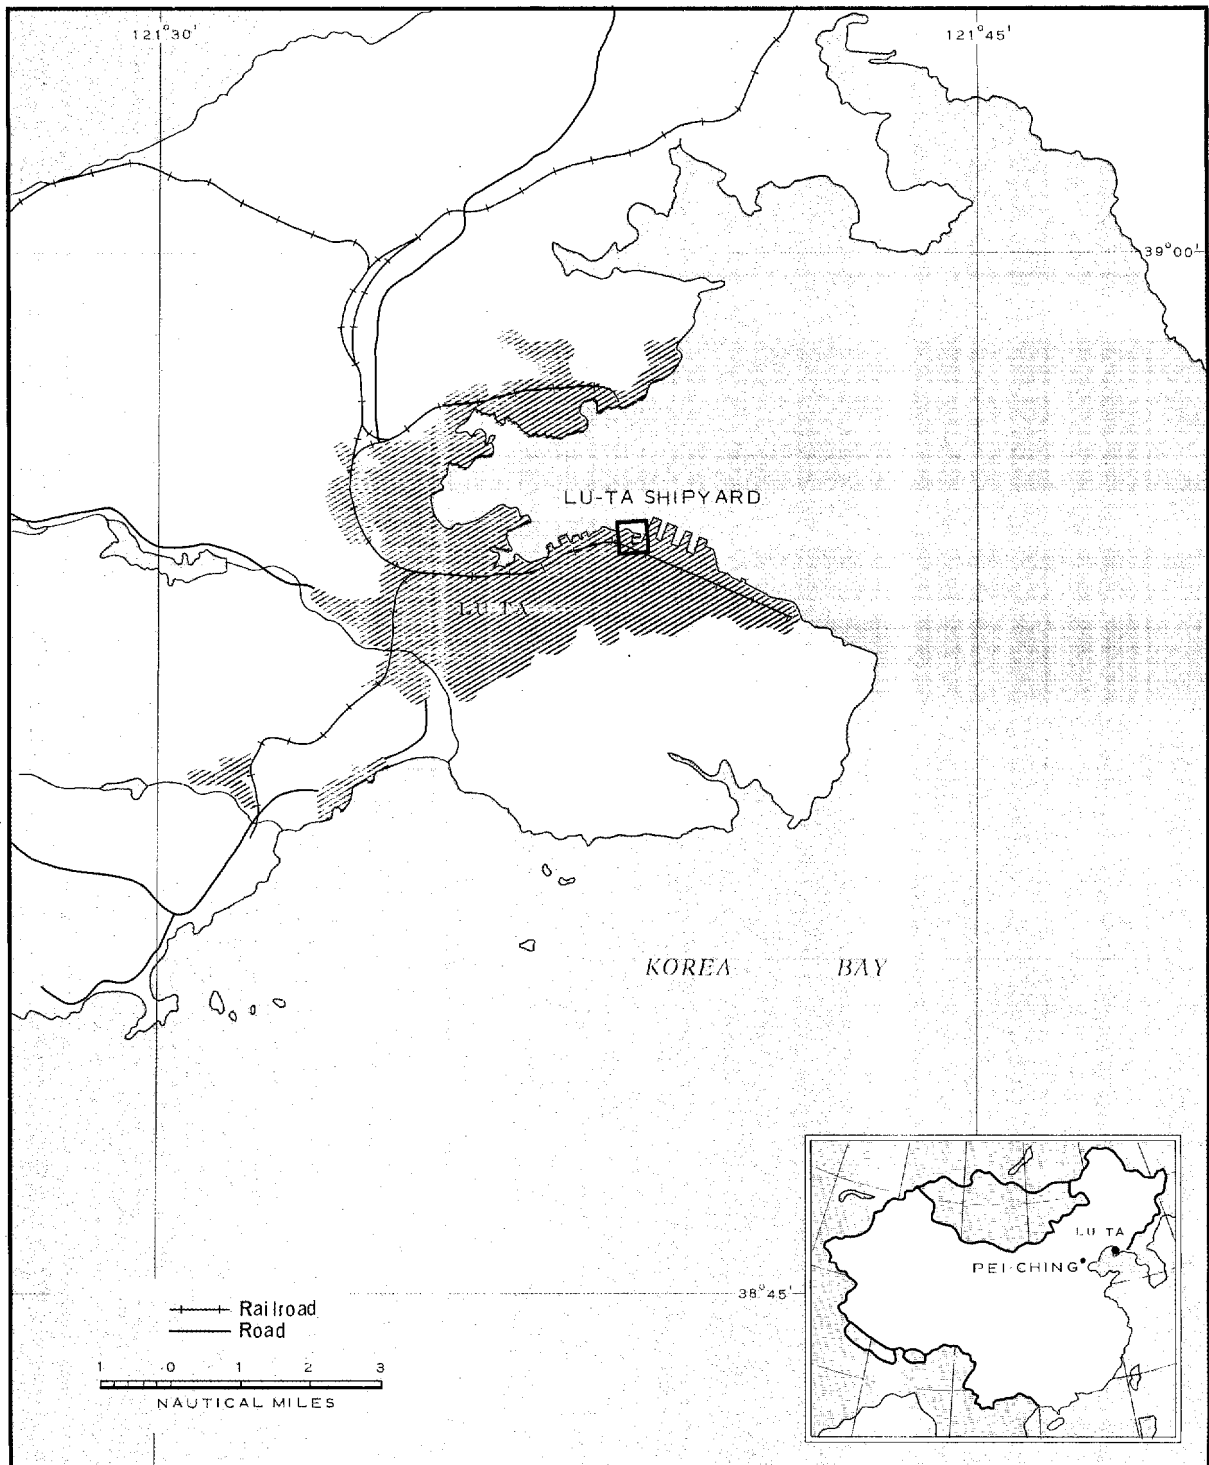 121°30'
121°45'
39°00'
LU-TA SHIPYARD
LU-TA
KOREA BAY
LU TA
PEI-CHING
38°45'
Railroad
Road
1 0 1 2 3
NAUTICAL MILES